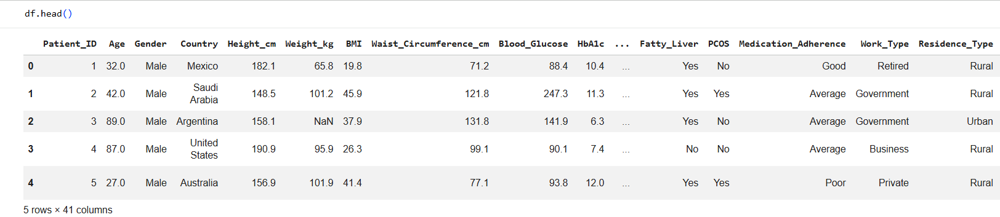 df.head()
Patient_ID Age Gender Country Height_cm Weight_kg BMI Waist_Circumference_cm Blood_Glucose HbA1c ... Fatty_Liver PCOS Medication_Adherence Work_Type Residence_Type
0 1 32.0 Male Mexico 182.1 65.8 19.8 71.2 88.4 10.4 ... Yes No Good Retired Rural
1 2 42.0 Male Saudi Arabia 148.5 101.2 45.9 121.8 247.3 11.3 ... Yes Yes Average Government Rural
2 3 89.0 Male Argentina 158.1 NaN 37.9 131.8 141.9 6.3 ... Yes No Average Government Urban
3 4 87.0 Male United States 190.9 95.9 26.3 99.1 90.1 7.4 ... No No Average Business Rural
4 5 27.0 Male Australia 156.9 101.9 41.4 77.1 93.8 12.0 ... Yes Yes Poor Private Rural
5 rows × 41 columns